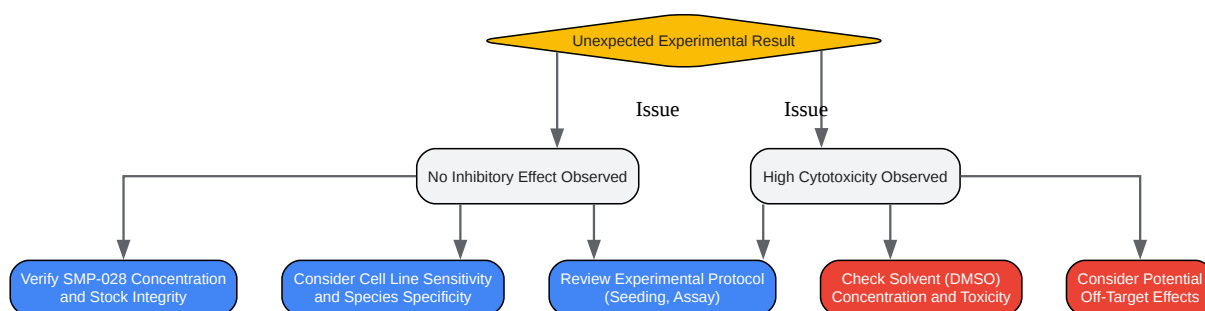 Unexpected Experimental Result
Issue
Issue
No Inhibitory Effect Observed
High Cytotoxicity Observed
Verify SMP-028 Concentration
and Stock Integrity
Consider Cell Line Sensitivity
and Species Specificity
Review Experimental Protocol
(Seeding, Assay)
Check Solvent (DMSO)
Concentration and Toxicity
Consider Potential
Off-Target Effects